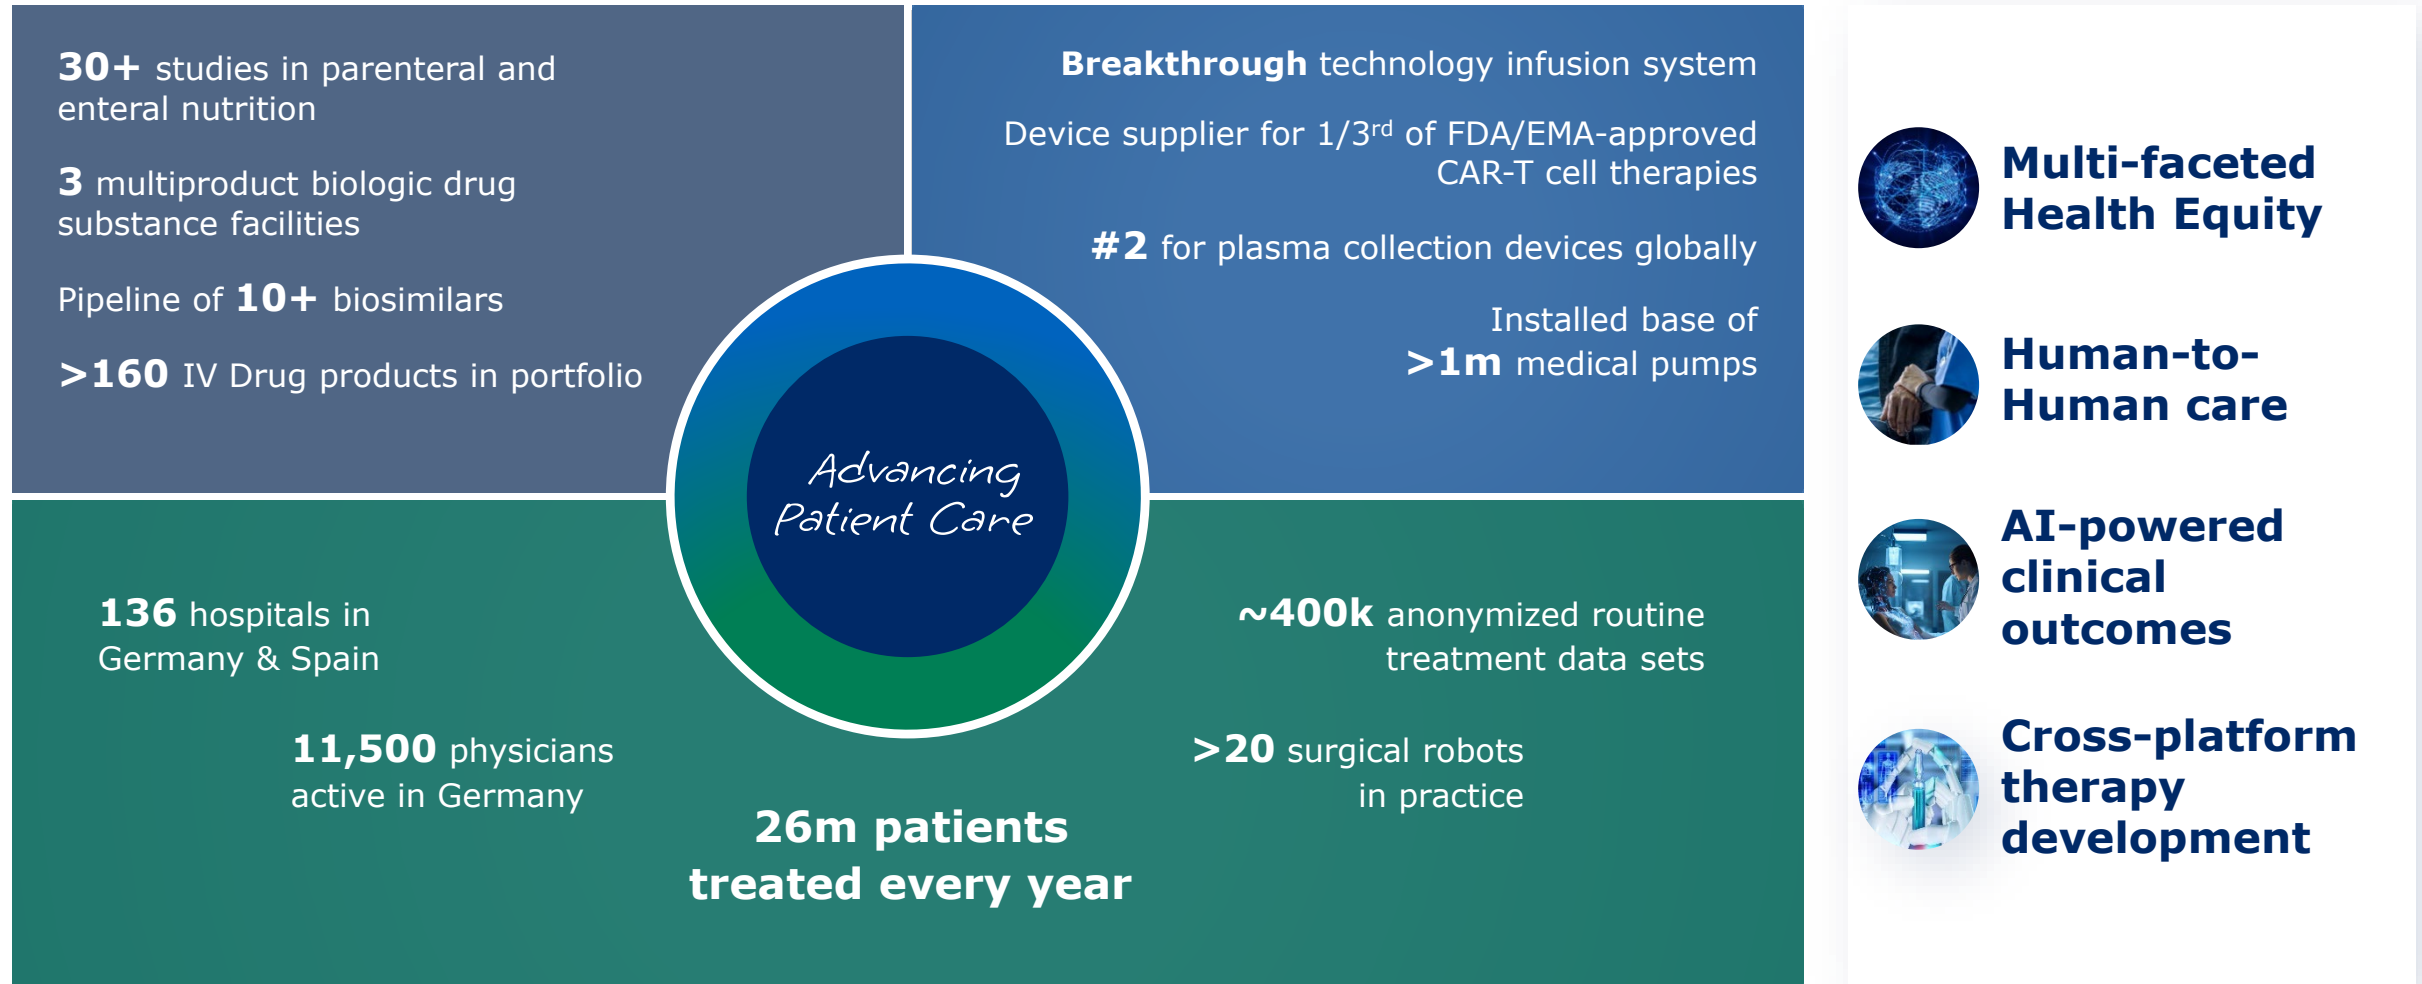 30+ studies in parenteral and
enteral nutrition
3 multiproduct biologic drug
substance facilities
Pipeline of 10+ biosimilars
>160 IV Drug products in portfolio
Breakthrough technology infusion system
Device supplier for 1/3rd of FDA/EMA-approved
CAR-T cell therapies
#2 for plasma collection devices globally
Installed base of
>1m medical pumps
Advancing
Patient Care
136 hospitals in
Germany & Spain
11,500 physicians
active in Germany
26m patients
treated every year
~400k anonymized routine
treatment data sets
>20 surgical robots
in practice
Multi-faceted
Health Equity
Human-to-
Human care
AI-powered
clinical
outcomes
Cross-platform
therapy
development